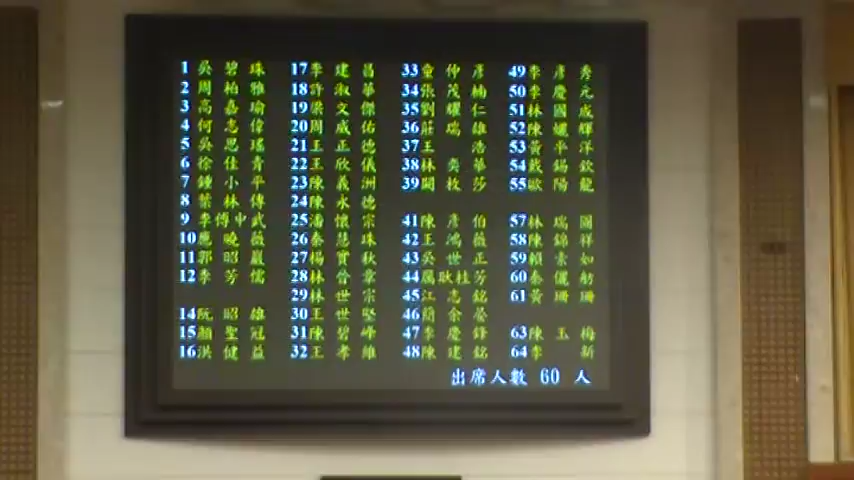 1 吳碧珠 17 李建昌 33 童仲彥 49 李彥秀
2 周柏雅 18 許淑華 34 張茂楠 50 李慶元
3 高嘉瑜 19 梁文傑 35 劉耀仁 51 林國成
4 何志偉 20 周威佑 36 莊瑞雄 52 陳孋輝
5 吳思瑤 21 王正德 37 王浩 53 黃平洋
6 徐佳青 22 王欣儀 38 林奕華 54 戴錫欽
7 鍾小平 23 陳義洲 39 闕枚莎 55 歐陽龍
8 葉林傳 24 陳永德
9 李傅中武 25 潘懷宗 41 陳彥伯 57 林瑞圖
10 應曉薇 26 秦慧珠 42 王鴻薇 58 陳錦祥
11 郭昭巖 27 楊實秋 43 吳世正 59 賴素如
12 李芳儒 28 林晉章 44 厲耿桂芳 60 秦儷舫
29 林世宗 45 江志銘 61 黃珊珊
14 阮昭雄 30 王世堅 46 簡余晏
15 顏聖冠 31 陳碧峰 47 李慶鋒 63 陳玉梅
16 洪健益 32 王孝維 48 陳建銘 64 李新
出席人數 60 人